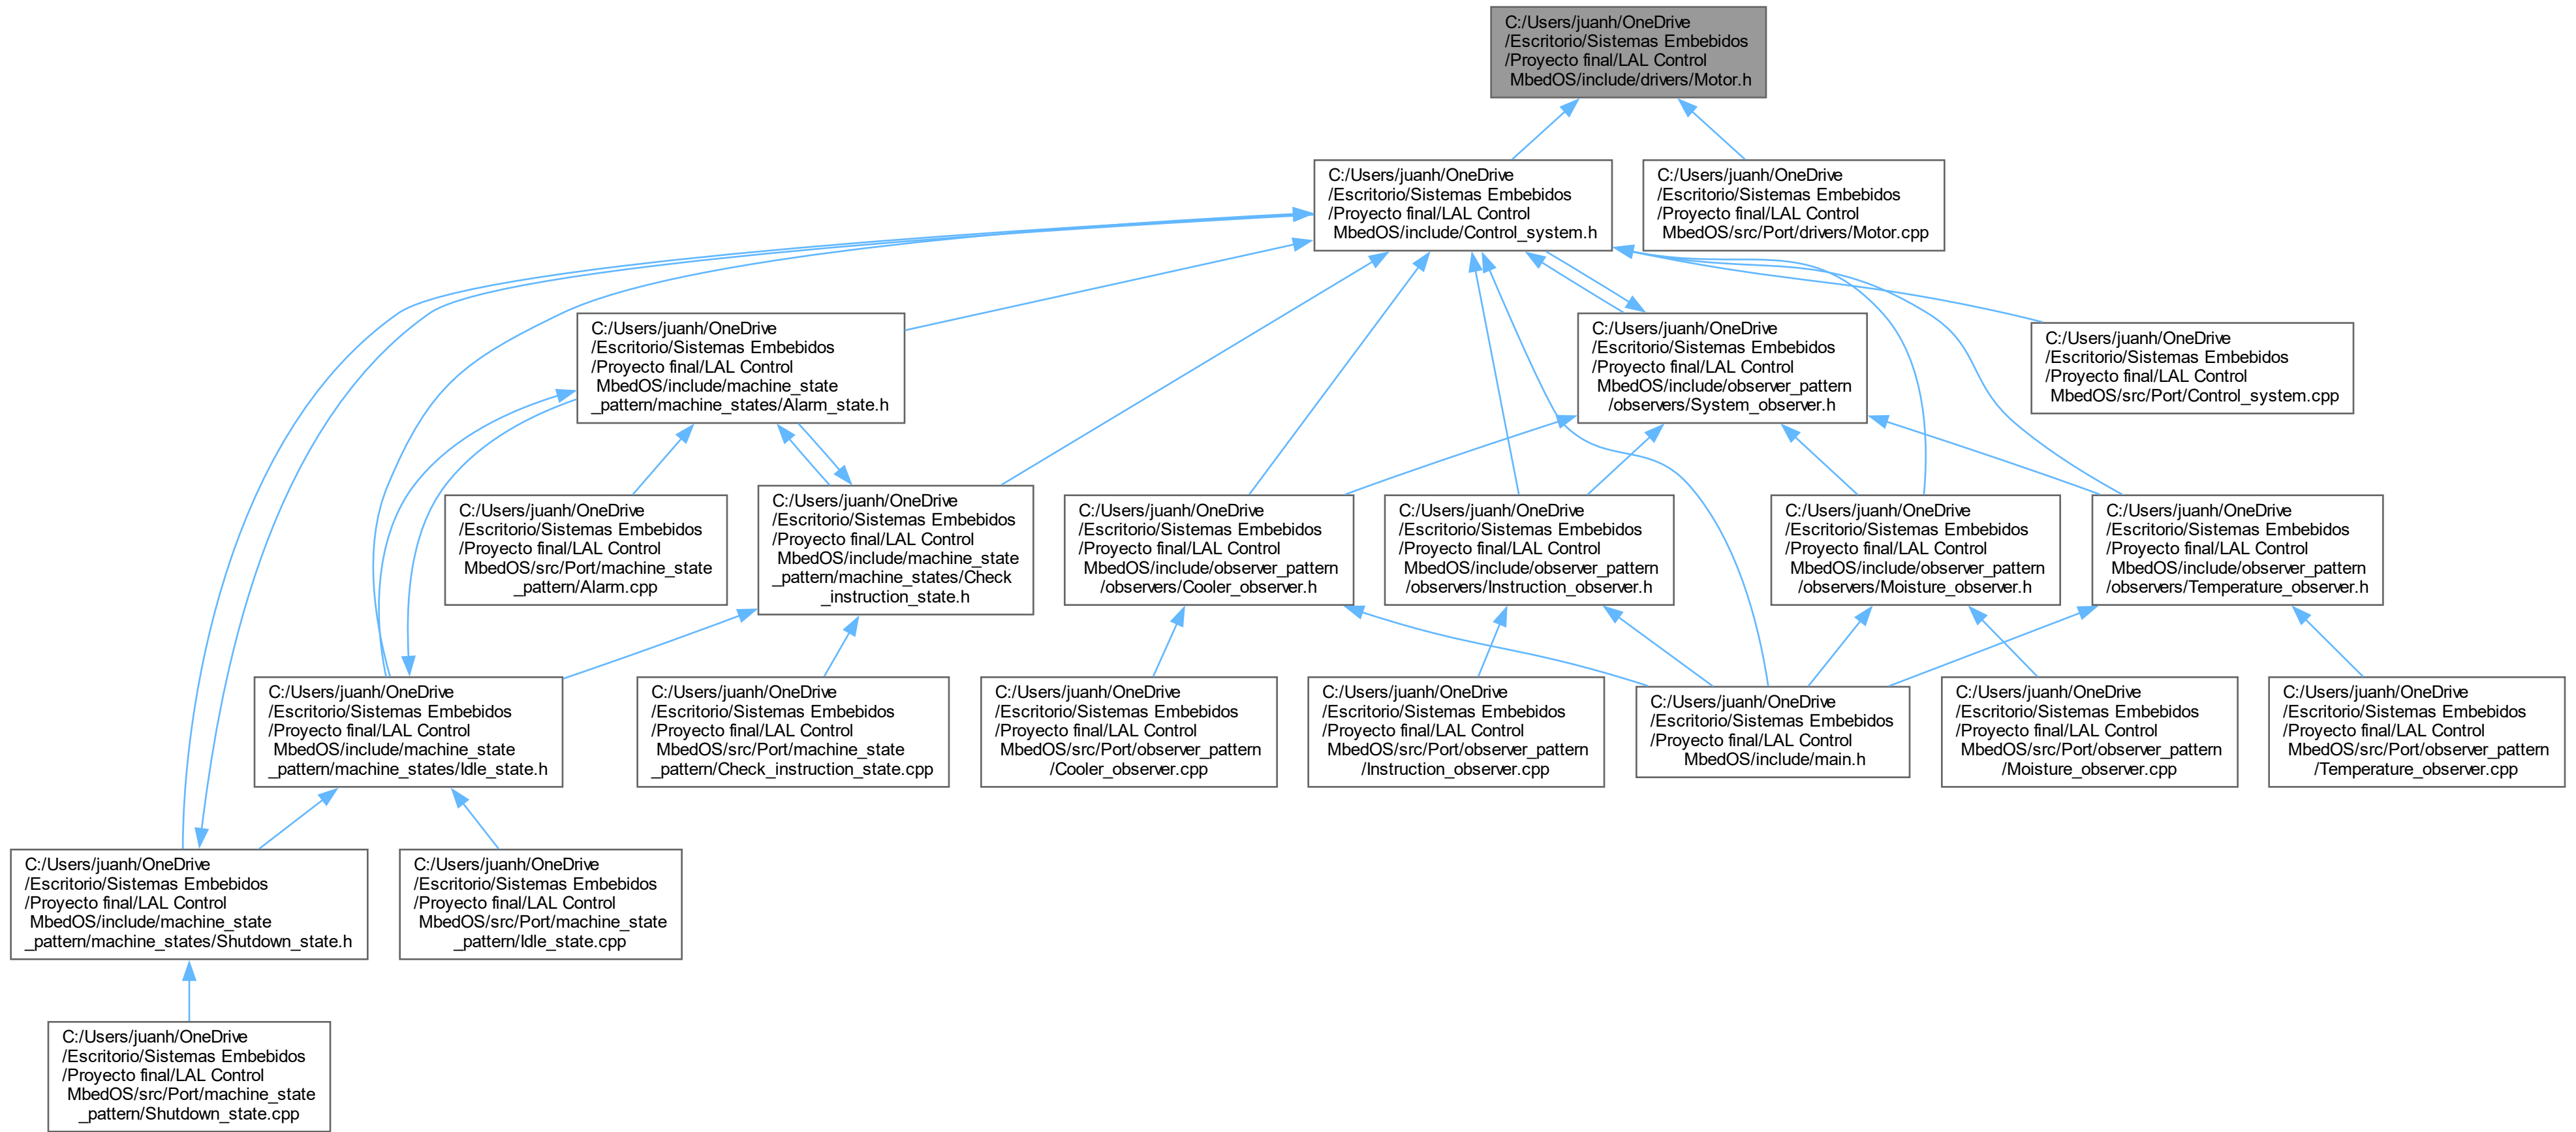 C:/Users/juanh/OneDrive
/Escritorio/Sistemas Embebidos
/Proyecto final/LAL Control
MbedOS/include/drivers/Motor.h
C:/Users/juanh/OneDrive
/Escritorio/Sistemas Embebidos
/Proyecto final/LAL Control
MbedOS/include/Control_system.h
C:/Users/juanh/OneDrive
/Escritorio/Sistemas Embebidos
/Proyecto final/LAL Control
MbedOS/src/Port/drivers/Motor.cpp
C:/Users/juanh/OneDrive
/Escritorio/Sistemas Embebidos
/Proyecto final/LAL Control
MbedOS/include/machine_state
_pattern/machine_states/Alarm_state.h
C:/Users/juanh/OneDrive
/Escritorio/Sistemas Embebidos
/Proyecto final/LAL Control
MbedOS/include/observer_pattern
/observers/System_observer.h
C:/Users/juanh/OneDrive
/Escritorio/Sistemas Embebidos
/Proyecto final/LAL Control
MbedOS/src/Port/Control_system.cpp
C:/Users/juanh/OneDrive
/Escritorio/Sistemas Embebidos
/Proyecto final/LAL Control
MbedOS/src/Port/machine_state
_pattern/Alarm.cpp
C:/Users/juanh/OneDrive
/Escritorio/Sistemas Embebidos
/Proyecto final/LAL Control
MbedOS/include/machine_state
_pattern/machine_states/Check
_instruction_state.h
C:/Users/juanh/OneDrive
/Escritorio/Sistemas Embebidos
/Proyecto final/LAL Control
MbedOS/include/observer_pattern
/observers/Cooler_observer.h
C:/Users/juanh/OneDrive
/Escritorio/Sistemas Embebidos
/Proyecto final/LAL Control
MbedOS/include/observer_pattern
/observers/Instruction_observer.h
C:/Users/juanh/OneDrive
/Escritorio/Sistemas Embebidos
/Proyecto final/LAL Control
MbedOS/include/observer_pattern
/observers/Moisture_observer.h
C:/Users/juanh/OneDrive
/Escritorio/Sistemas Embebidos
/Proyecto final/LAL Control
MbedOS/include/observer_pattern
/observers/Temperature_observer.h
C:/Users/juanh/OneDrive
/Escritorio/Sistemas Embebidos
/Proyecto final/LAL Control
MbedOS/include/machine_state
_pattern/machine_states/Idle_state.h
C:/Users/juanh/OneDrive
/Escritorio/Sistemas Embebidos
/Proyecto final/LAL Control
MbedOS/src/Port/machine_state
_pattern/Check_instruction_state.cpp
C:/Users/juanh/OneDrive
/Escritorio/Sistemas Embebidos
/Proyecto final/LAL Control
MbedOS/src/Port/observer_pattern
/Cooler_observer.cpp
C:/Users/juanh/OneDrive
/Escritorio/Sistemas Embebidos
/Proyecto final/LAL Control
MbedOS/src/Port/observer_pattern
/Instruction_observer.cpp
C:/Users/juanh/OneDrive
/Escritorio/Sistemas Embebidos
/Proyecto final/LAL Control
MbedOS/include/main.h
C:/Users/juanh/OneDrive
/Escritorio/Sistemas Embebidos
/Proyecto final/LAL Control
MbedOS/src/Port/observer_pattern
/Moisture_observer.cpp
C:/Users/juanh/OneDrive
/Escritorio/Sistemas Embebidos
/Proyecto final/LAL Control
MbedOS/src/Port/observer_pattern
/Temperature_observer.cpp
C:/Users/juanh/OneDrive
/Escritorio/Sistemas Embebidos
/Proyecto final/LAL Control
MbedOS/include/machine_state
_pattern/machine_states/Shutdown_state.h
C:/Users/juanh/OneDrive
/Escritorio/Sistemas Embebidos
/Proyecto final/LAL Control
MbedOS/src/Port/machine_state
_pattern/Idle_state.cpp
C:/Users/juanh/OneDrive
/Escritorio/Sistemas Embebidos
/Proyecto final/LAL Control
MbedOS/src/Port/machine_state
_pattern/Shutdown_state.cpp